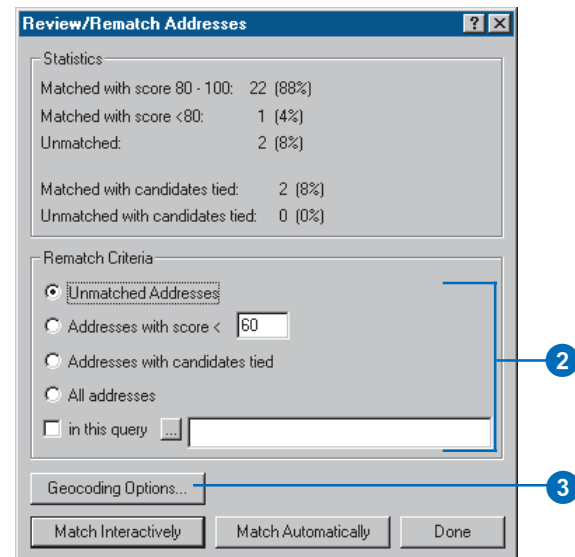 Review/Rematch Addresses
Statistics
Matched with score 80 - 100: 22 (88%)
Matched with score <80: 1 (4%)
Unmatched: 2 (8%)
Matched with candidates tied: 2 (8%)
Unmatched with candidates tied: 0 (0%)
Rematch Criteria
Unmatched Addresses
Addresses with score < 60
Addresses with candidates tied
2
All addresses
in this query ...
Geocoding Options...
3
Match Interactively Match Automatically Done